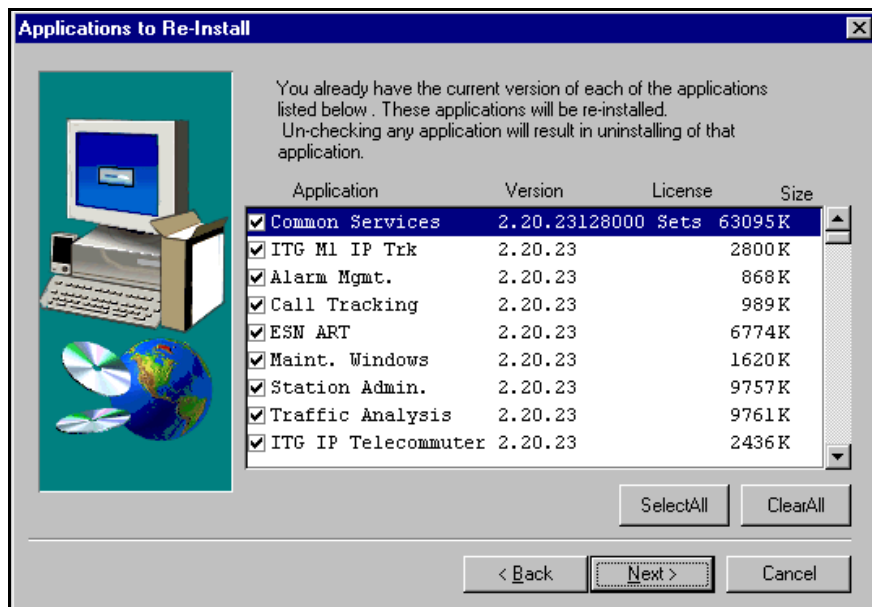 Applications to Re-Install
You already have the current version of each of the applications
listed below . These applications will be re-installed.
Un-checking any application will result in uninstalling of that
application.
Application Version License Size
Common Services 2.20.23128000 Sets 63095K
ITG M1 IP Trk 2.20.23 2800K
Alarm Mgmt. 2.20.23 868K
Call Tracking 2.20.23 989K
ESN ART 2.20.23 6774K
Maint. Windows 2.20.23 1620K
Station Admin. 2.20.23 9757K
Traffic Analysis 2.20.23 9761K
ITG IP Telecommuter 2.20.23 2436K
SelectAll ClearAll
< Back Next > Cancel